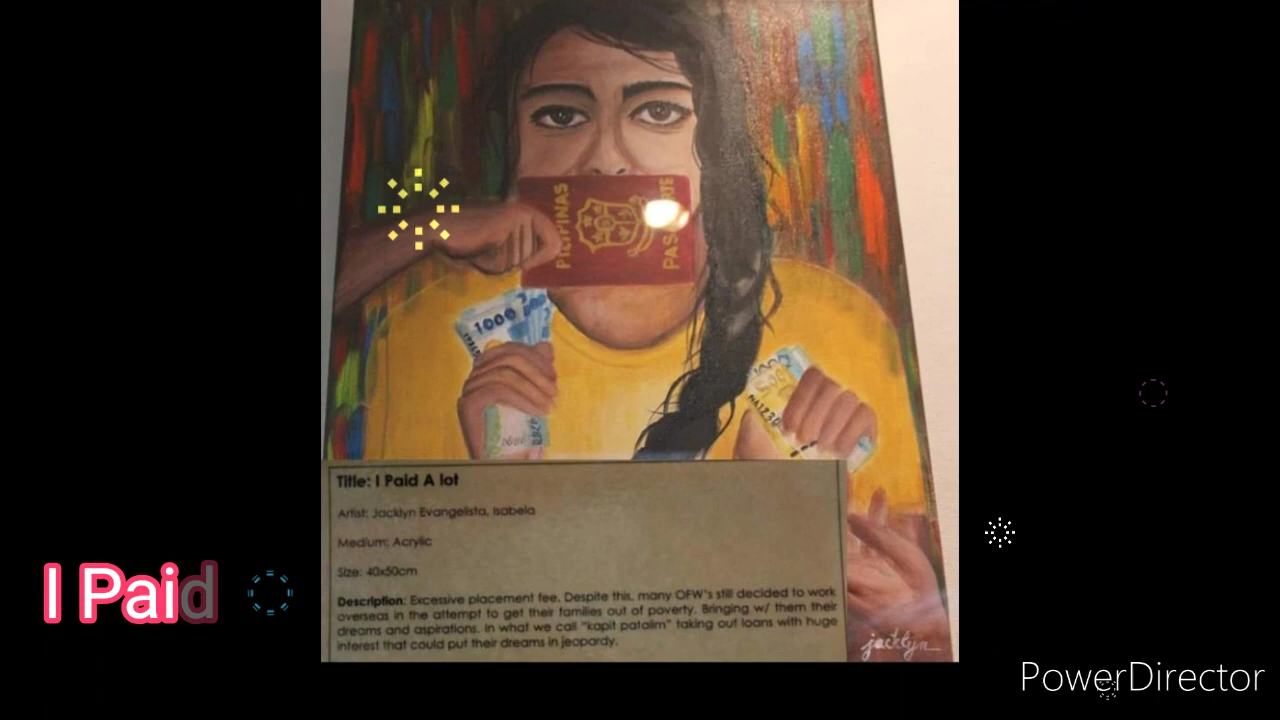 PILIPINAS
PASAPORTE
1000
Title: I Paid A lot
Artist: Jacklyn Evangelista, Isabela
Medium: Acrylic
Size: 40x50cm
Description: Excessive placement fee. Despite this, many OFW's still decided to work
overseas in the attempt to get their families out of poverty. Bringing w/ them their
dreams and aspirations. In what we call "kapit patalim" taking out loans with huge
interest that could put their dreams in jeopardy.
jacklyn
I Paid
PowerDirector